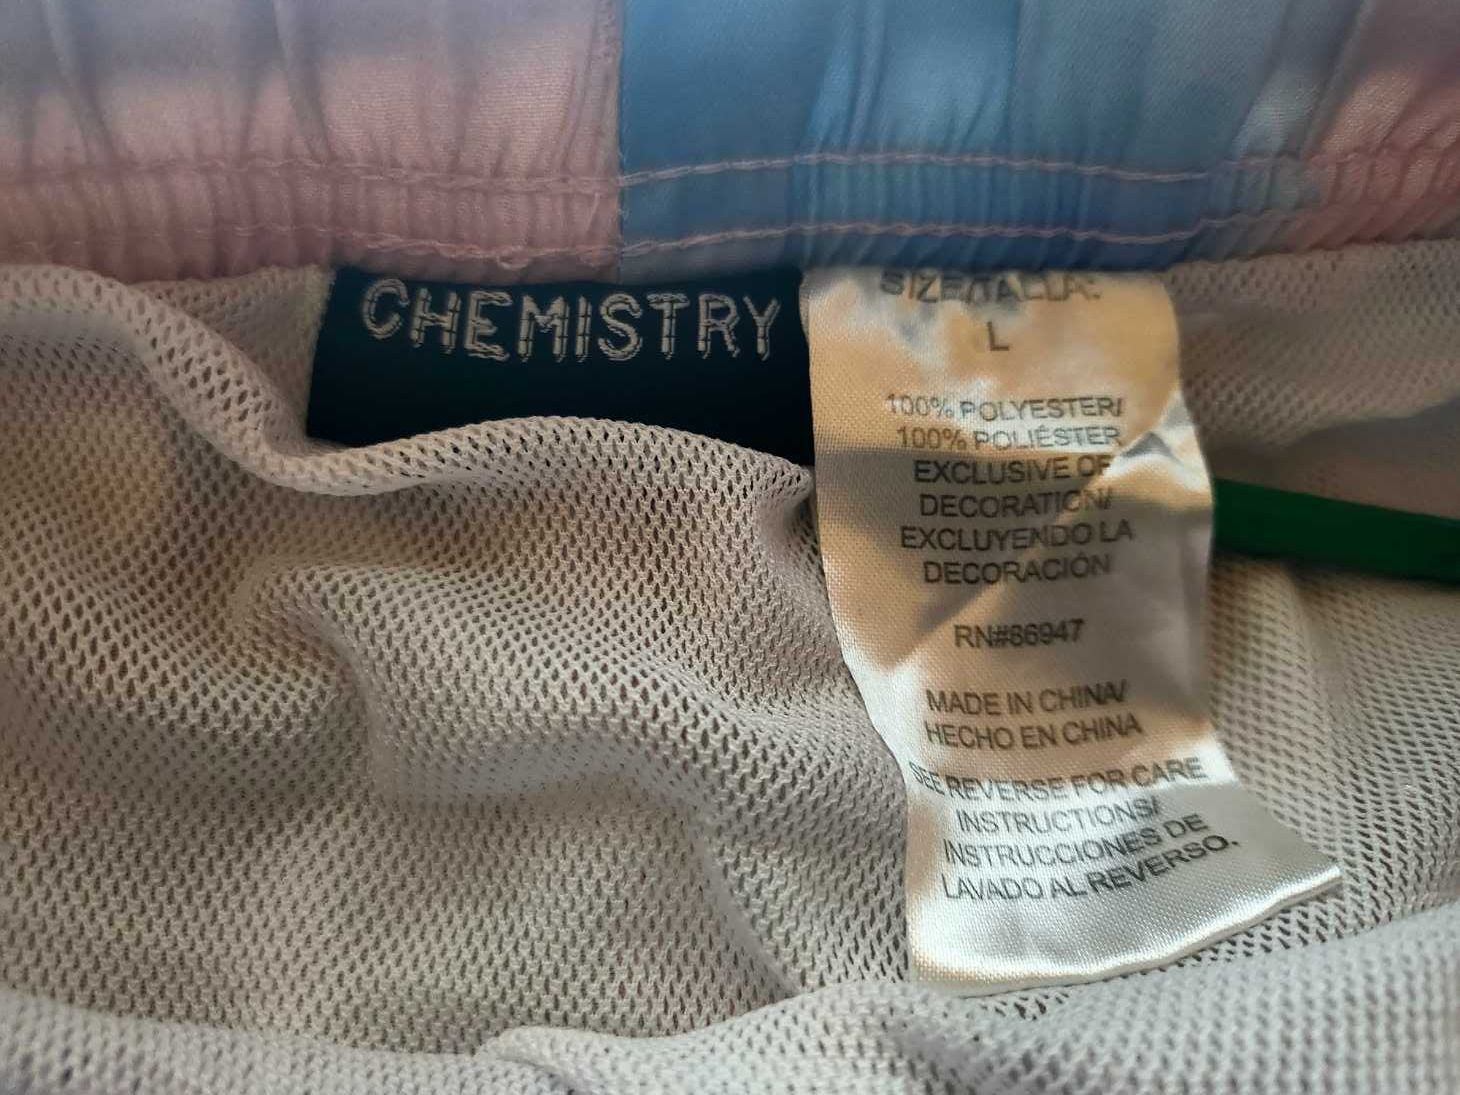 CHEMISTRY
SIZE/TALLA:
L
100% POLYESTER/
100% POLIÉSTER
EXCLUSIVE OF
DECORATION/
EXCLUYENDO LA
DECORACIÓN
RN#86947
MADE IN CHINA/
HECHO EN CHINA
SEE REVERSE FOR CARE
INSTRUCTIONS/
INSTRUCCIONES DE
LAVADO AL REVERSO.